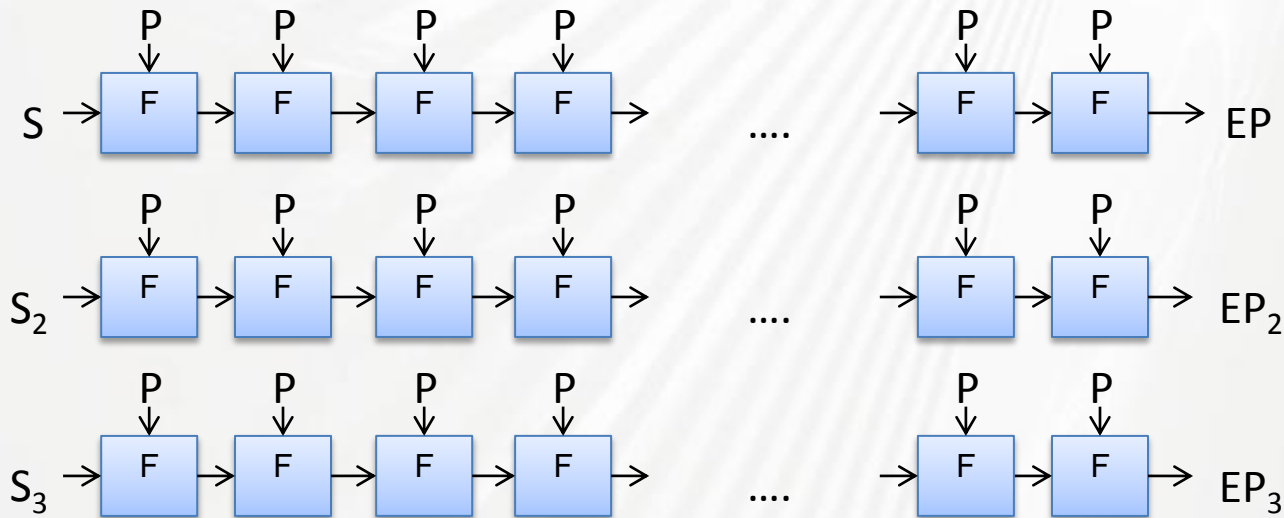 P P P P P P
S F F F F .... F F EP
P P P P P P
S₂ F F F F .... F F EP₂
P P P P P P
S₃ F F F F .... F F EP₃